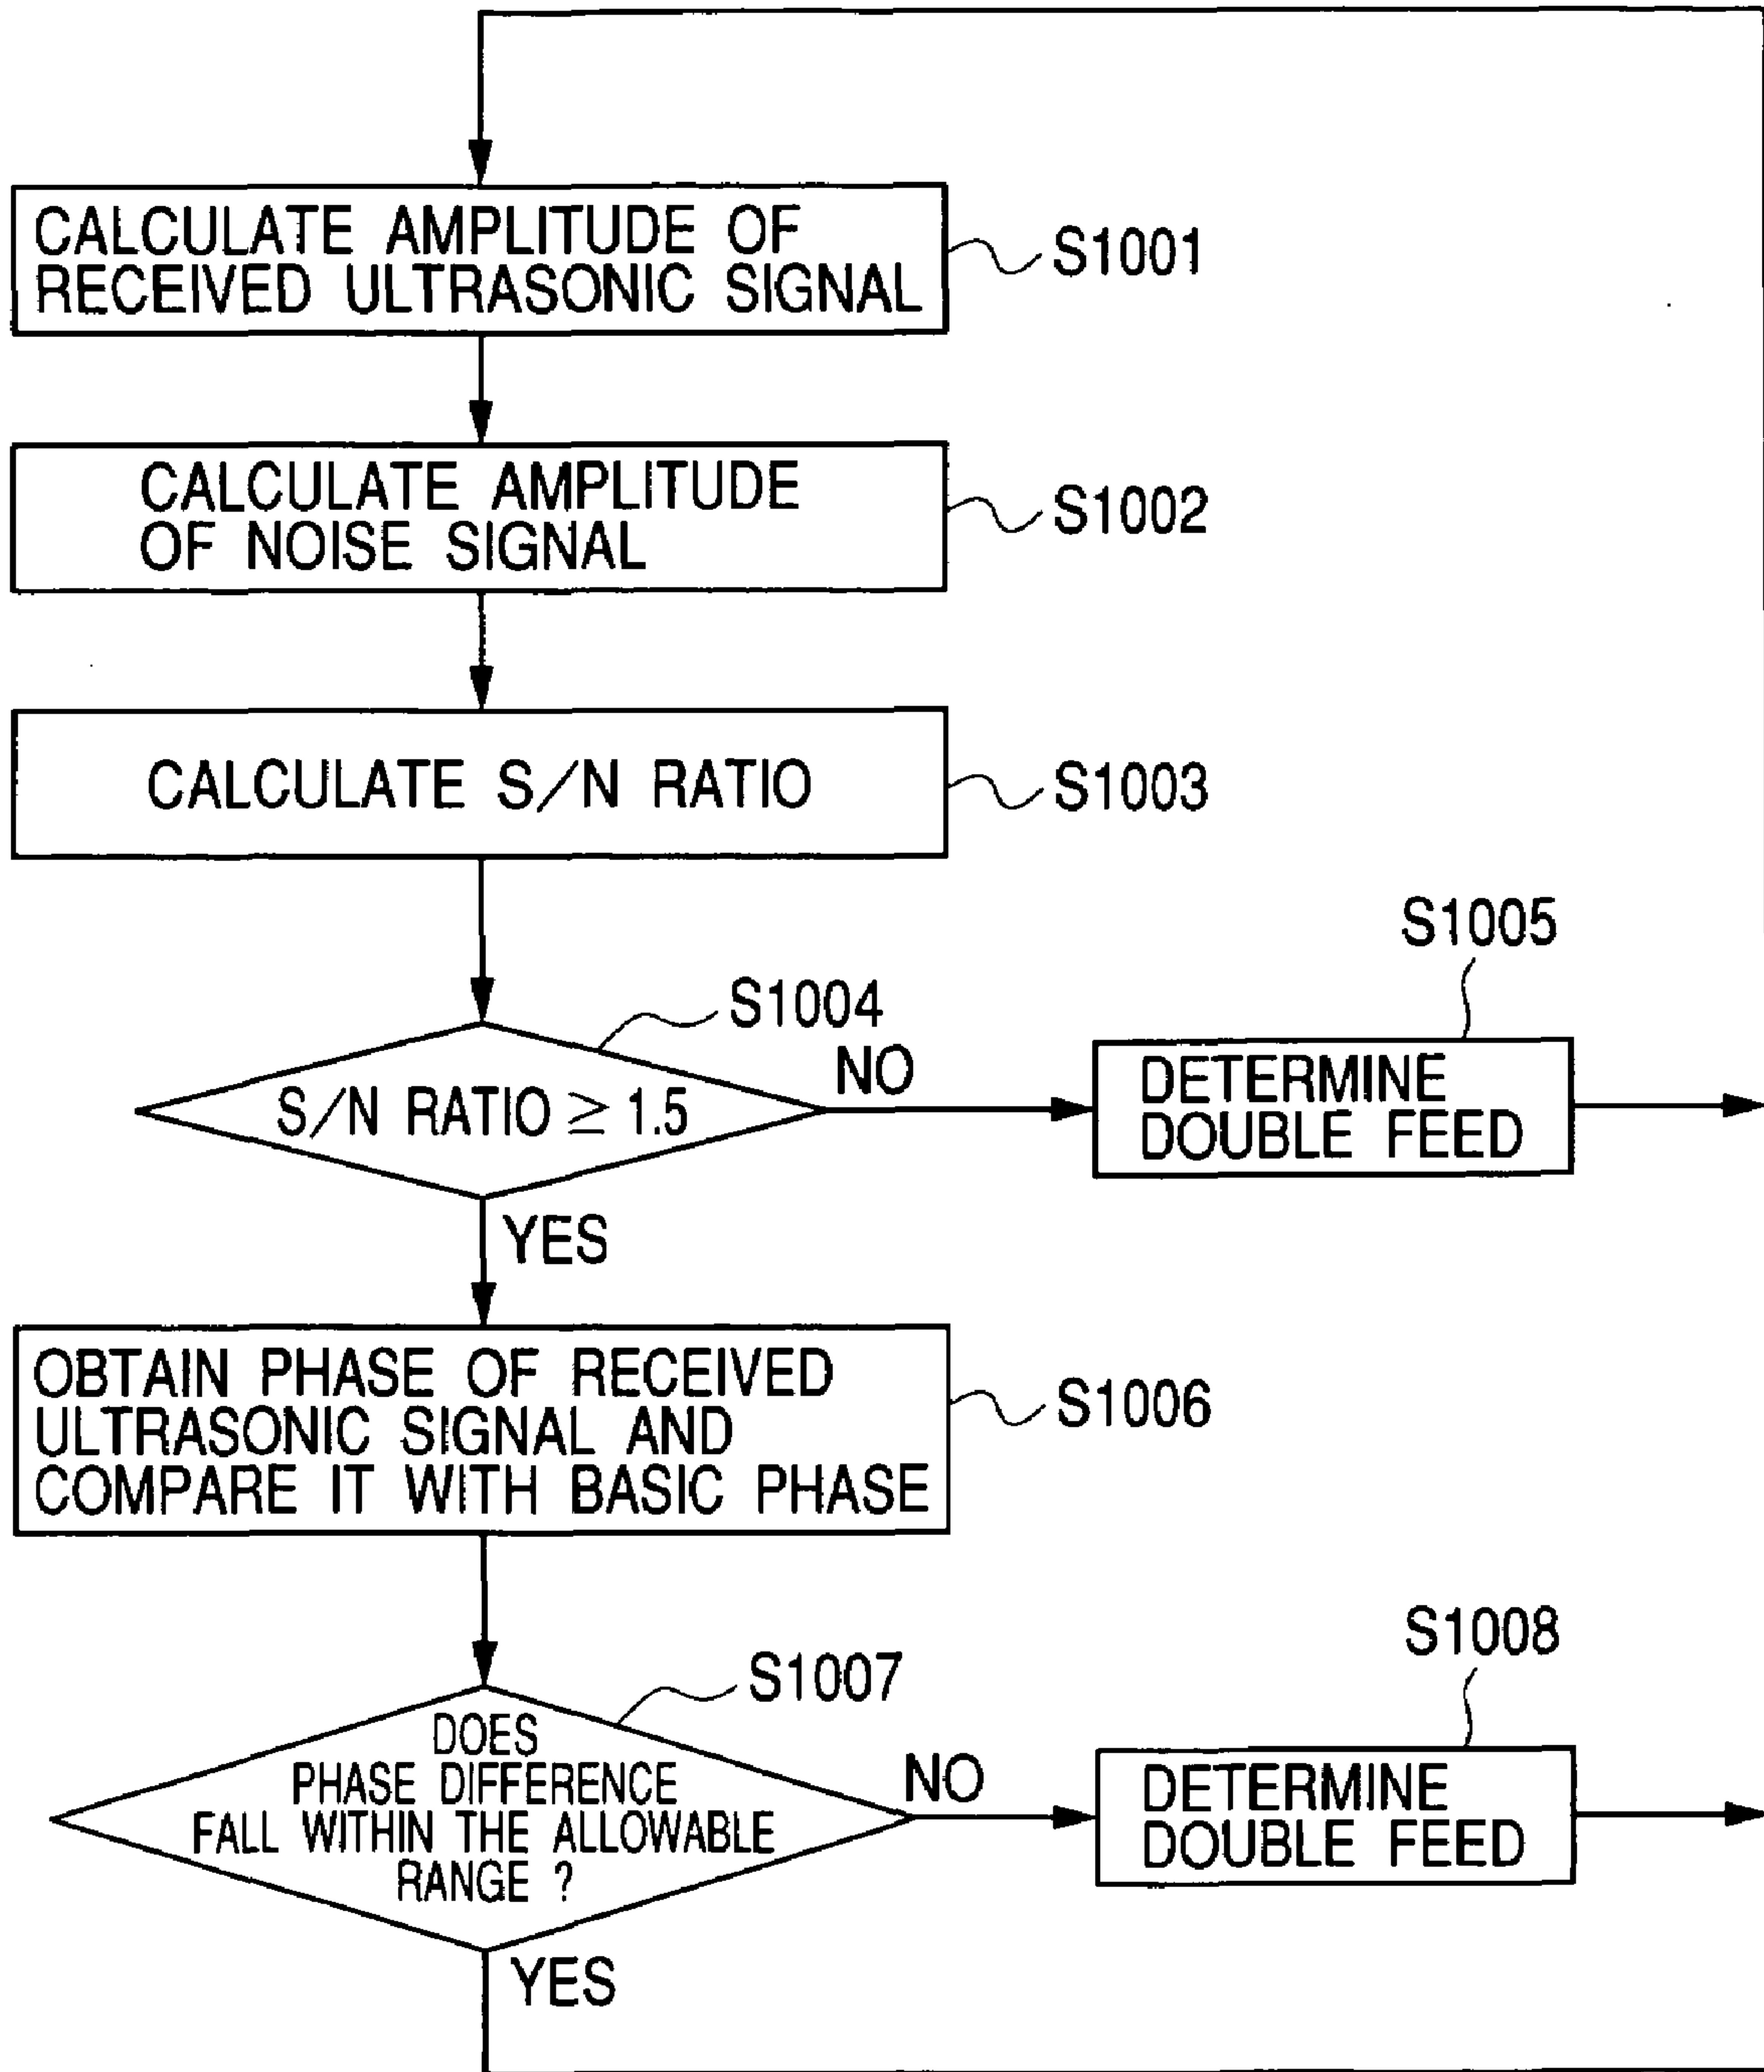 CALCULATE AMPLITUDE OF
RECEIVED ULTRASONIC SIGNAL
S1001
CALCULATE AMPLITUDE
OF NOISE SIGNAL
S1002
CALCULATE S/N RATIO
S1003
S1004
S/N RATIO ≧ 1.5
NO
S1005
DETERMINE
DOUBLE FEED
YES
OBTAIN PHASE OF RECEIVED
ULTRASONIC SIGNAL AND
COMPARE IT WITH BASIC PHASE
S1006
S1007
DOES
PHASE DIFFERENCE
FALL WITHIN THE ALLOWABLE
RANGE ?
NO
S1008
DETERMINE
DOUBLE FEED
YES